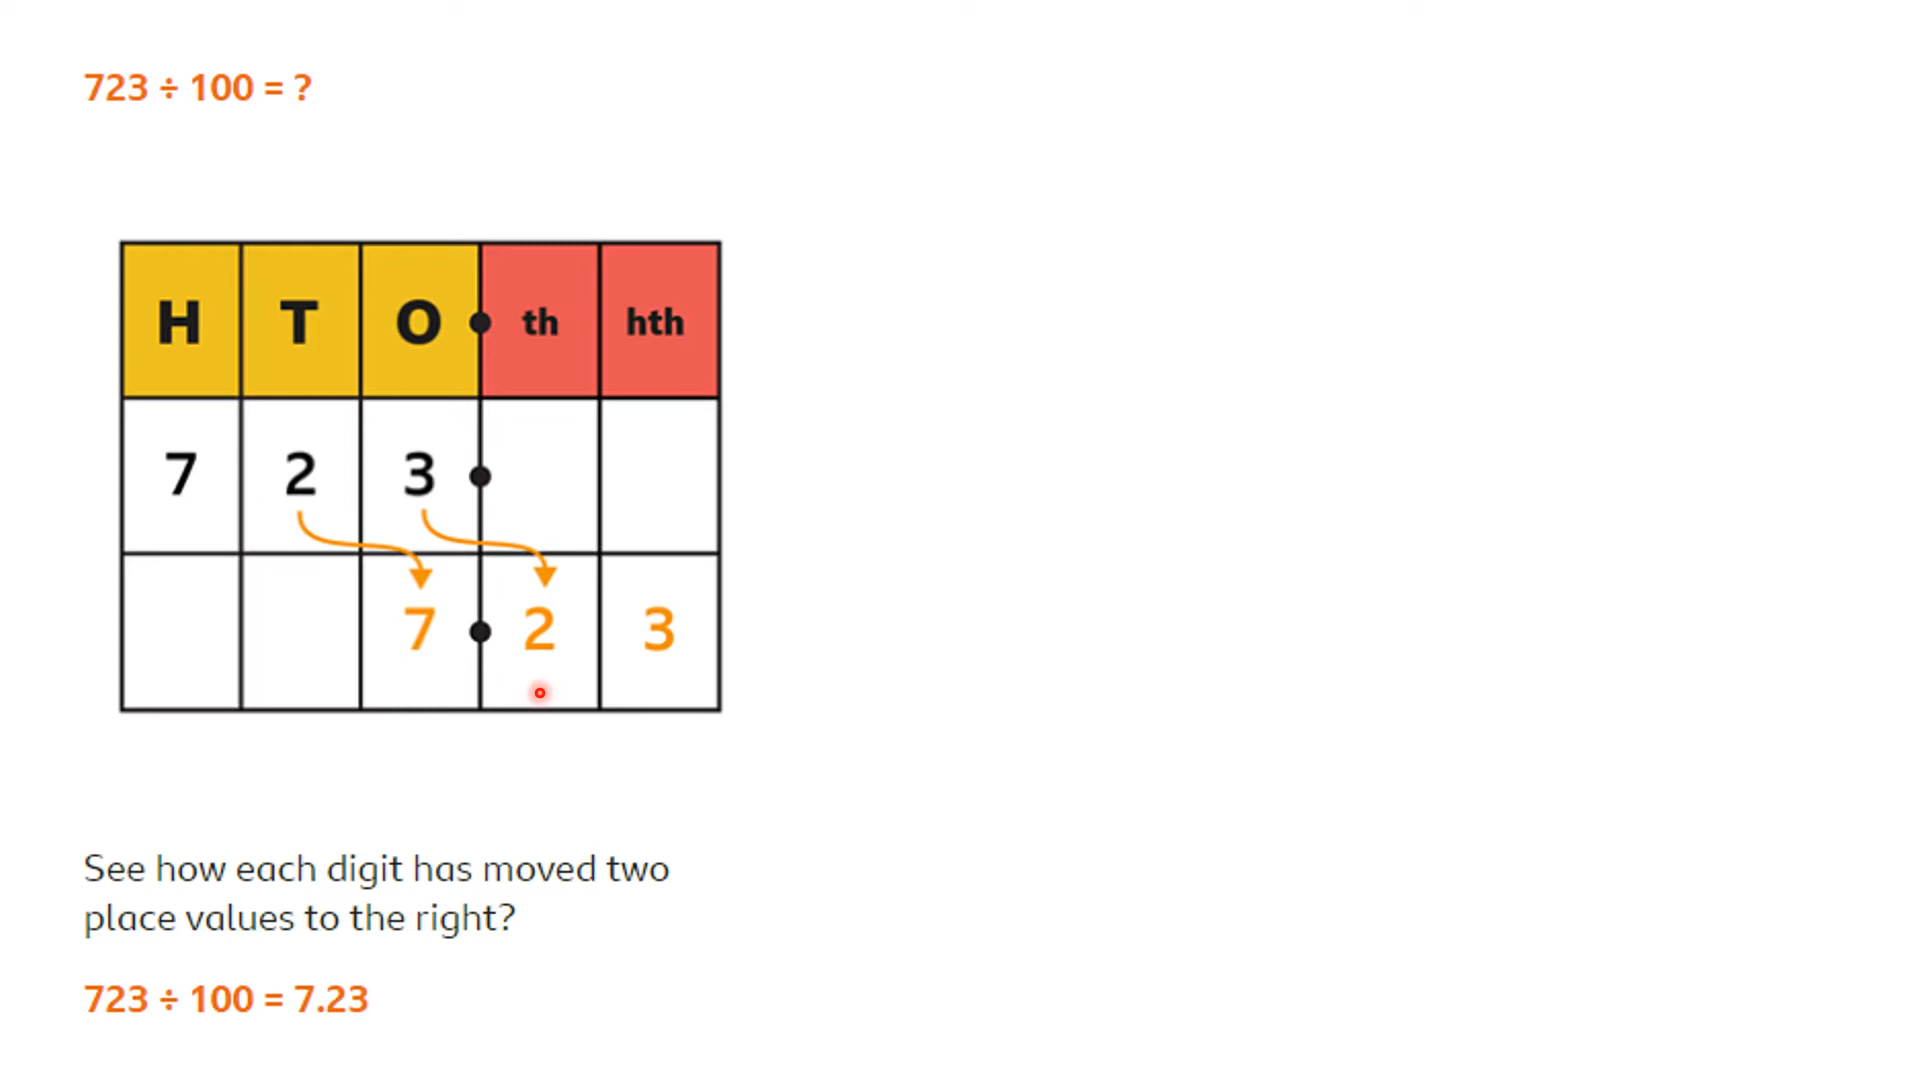 723 ÷ 100 = ?
H T O • th hth
7 2 3 •
7 • 2 3
See how each digit has moved two
place values to the right?
723 ÷ 100 = 7.23